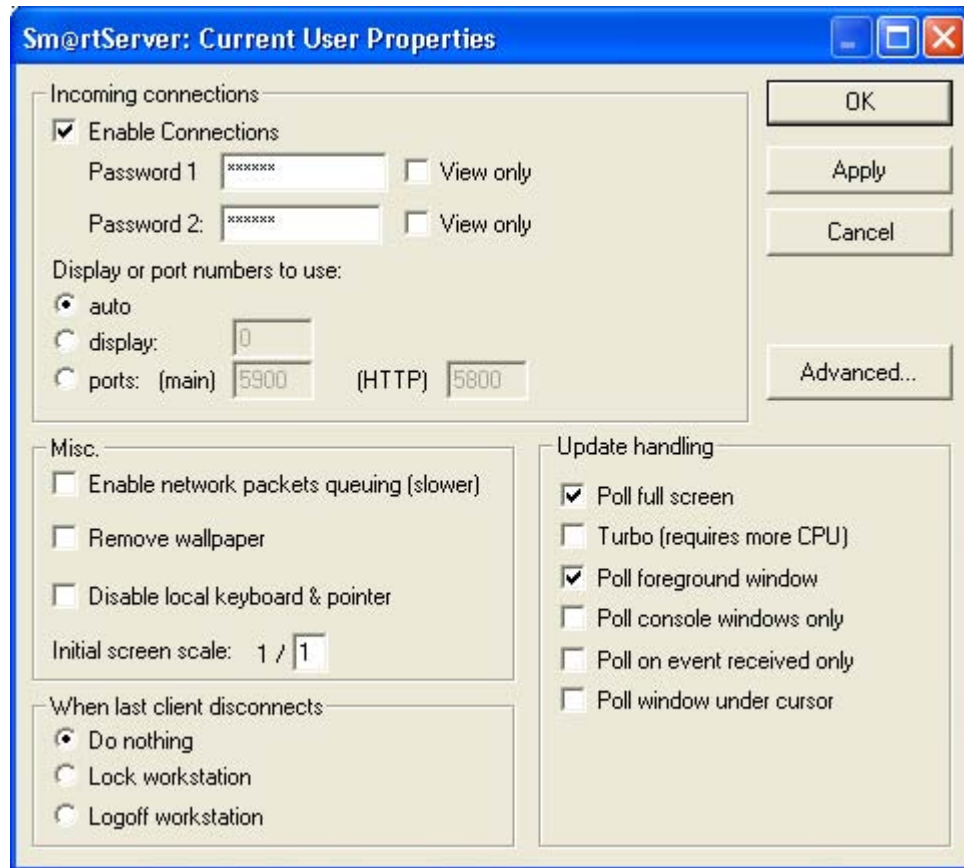 Sm@rtServer: Current User Properties
Incoming connections
Enable Connections
Password 1 ****** View only
Password 2: ****** View only
Display or port numbers to use:
auto
display: 0
ports: (main) 5900 (HTTP) 5800
OK
Apply
Cancel
Advanced...
Misc.
Enable network packets queuing (slower)
Remove wallpaper
Disable local keyboard & pointer
Initial screen scale: 1 / 1
When last client disconnects
Do nothing
Lock workstation
Logoff workstation
Update handling
Poll full screen
Turbo (requires more CPU)
Poll foreground window
Poll console windows only
Poll on event received only
Poll window under cursor